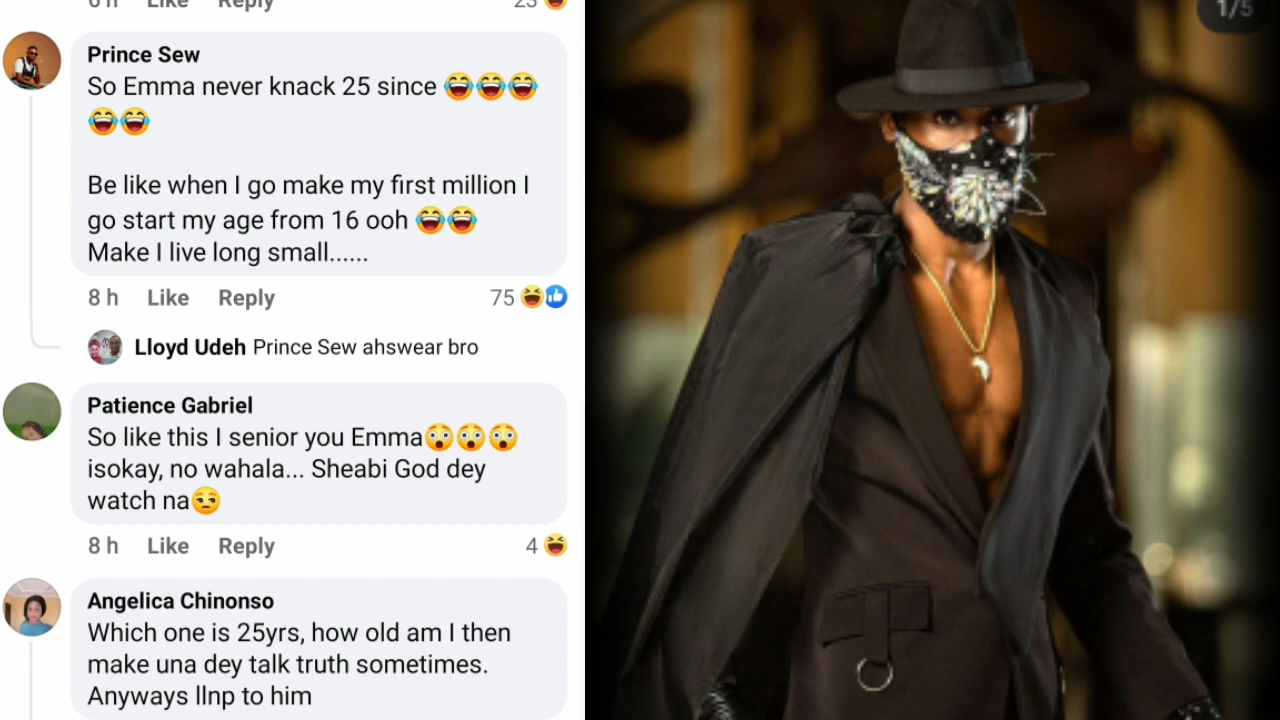 6 h Like Reply 23
Prince Sew
So Emma never knack 25 since 😂😂😂
😂😂
Be like when I go make my first million I
go start my age from 16 ooh 😂😂
Make I live long small......
8 h Like Reply 75
Lloyd Udeh Prince Sew ahswear bro
Patience Gabriel
So like this I senior you Emma😳😳😳
isokay, no wahala... Sheabi God dey
watch na😒
8 h Like Reply 4
Angelica Chinonso
Which one is 25yrs, how old am I then
make una dey talk truth sometimes.
Anyways llnp to him
1/5